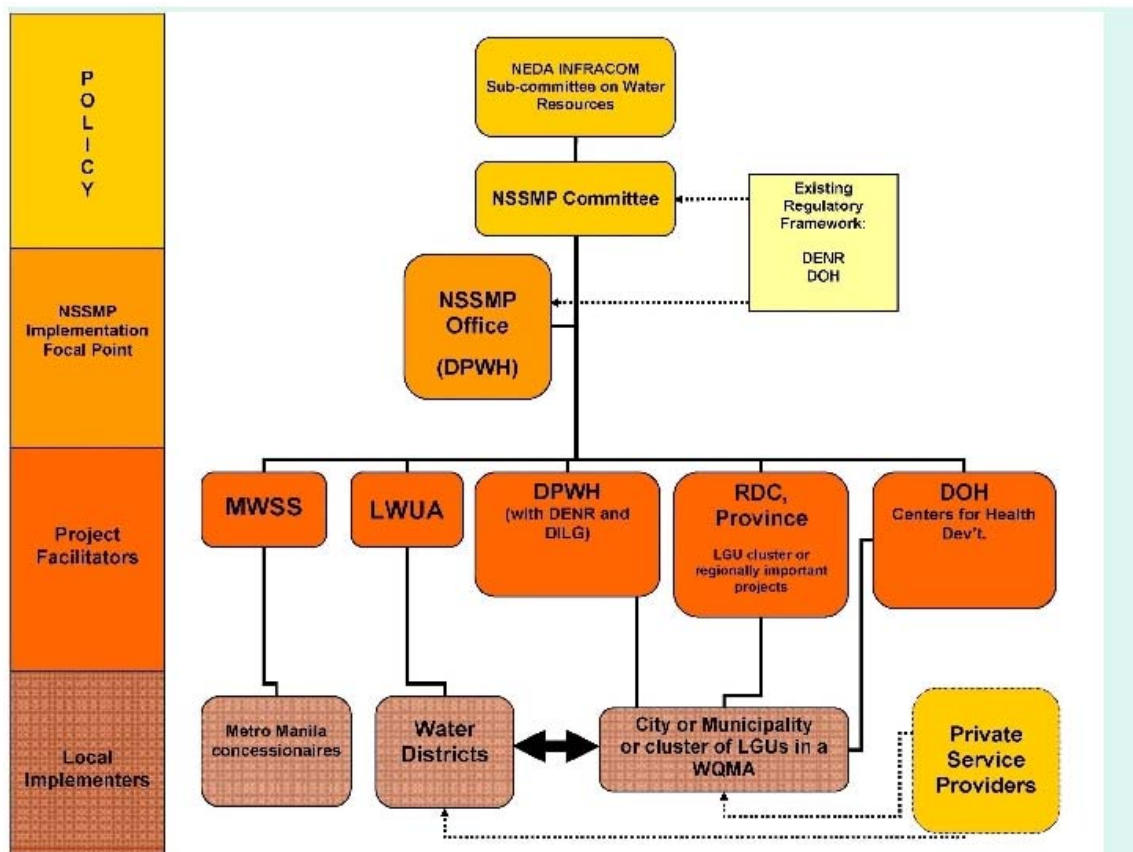 P
O
L
I
C
Y
NEDA INFRACOM
Sub-committee on Water
Resources
NSSMP Committee
Existing
Regulatory
Framework:
DENR
DOH
NSSMP
Implementation
Focal Point
NSSMP
Office
(DPWH)
Project
Facilitators
MWSS
LWUA
DPWH
(with DENR and
DILG)
RDC,
Province
LGU cluster or
regionally important
projects
DOH
Centers for Health
Dev't.
Local
Implementers
Metro Manila
concessionaires
Water
Districts
City or Municipality
or cluster of LGUs in a
WQMA
Private
Service
Providers